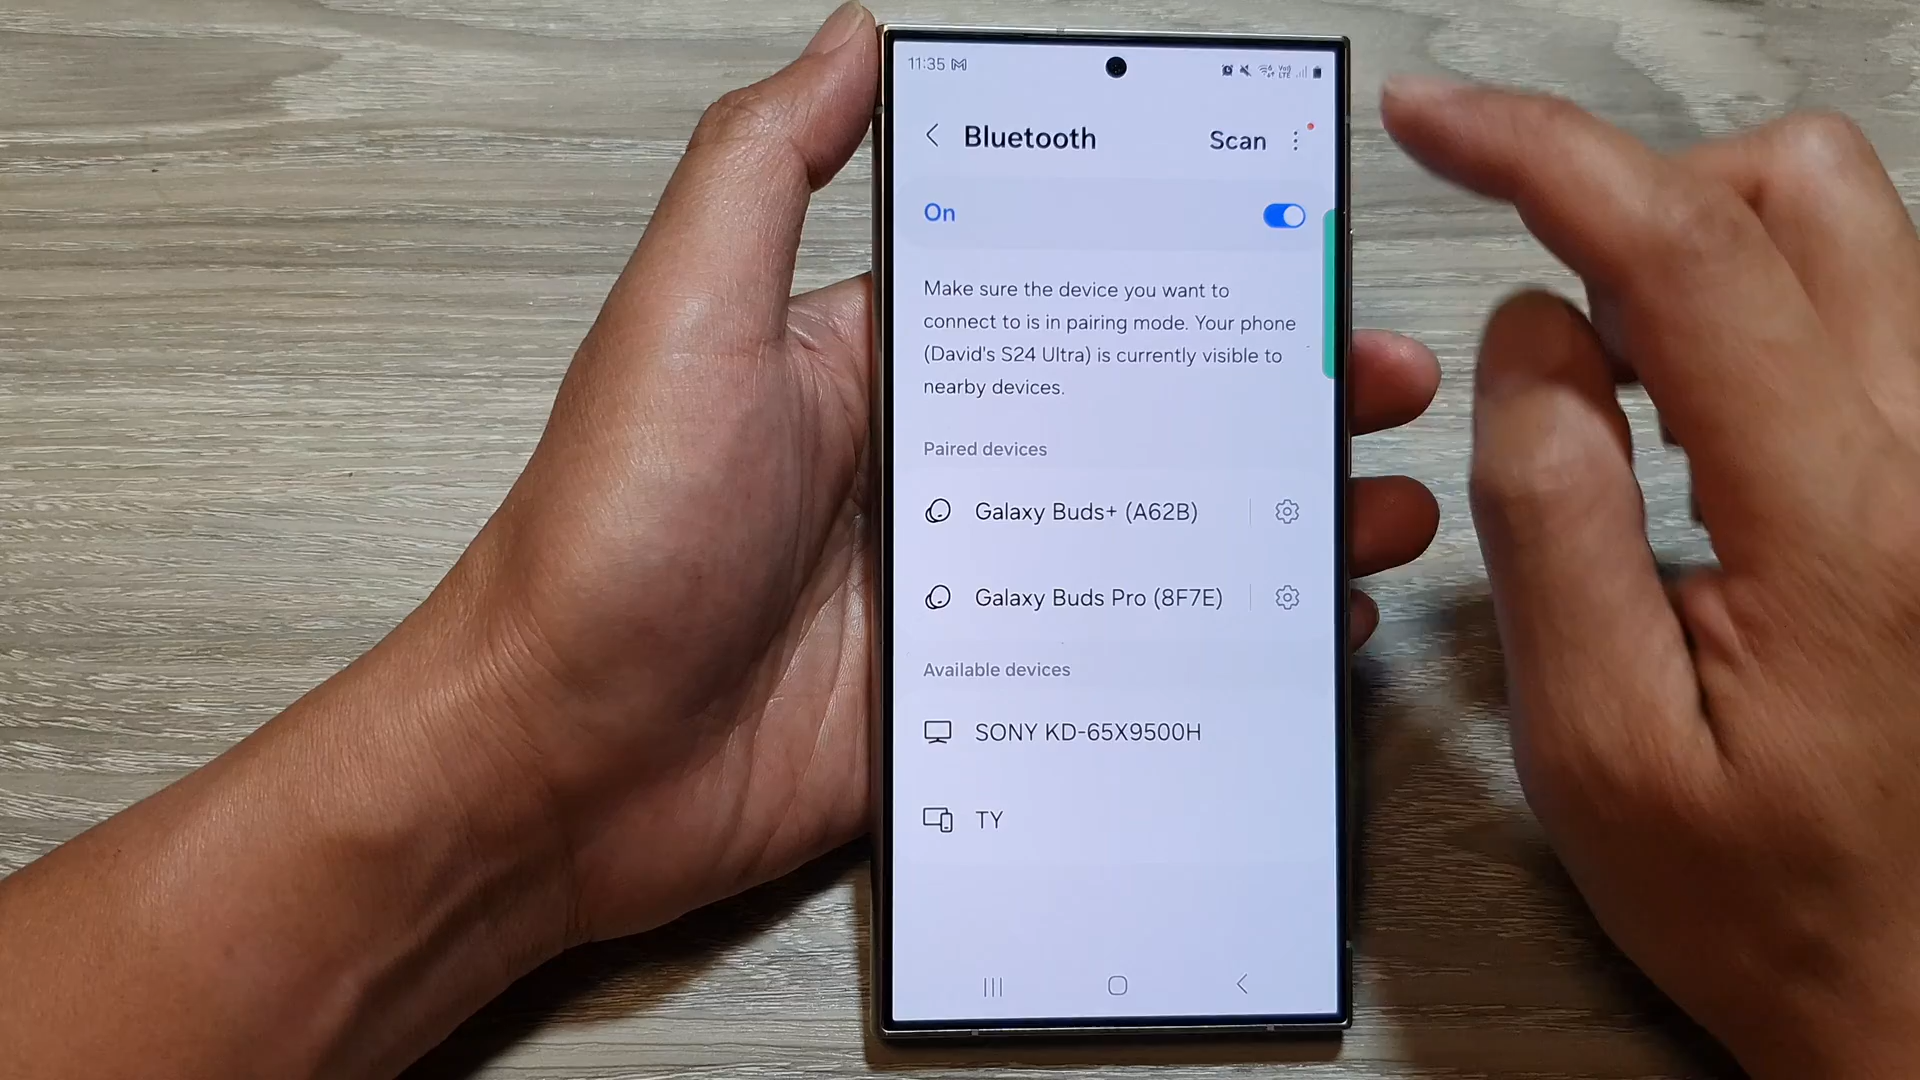 11:35
Bluetooth Scan
On
Make sure the device you want to
connect to is in pairing mode. Your phone
(David's S24 Ultra) is currently visible to
nearby devices.
Paired devices
Galaxy Buds+ (A62B)
Galaxy Buds Pro (8F7E)
Available devices
SONY KD-65X9500H
TY